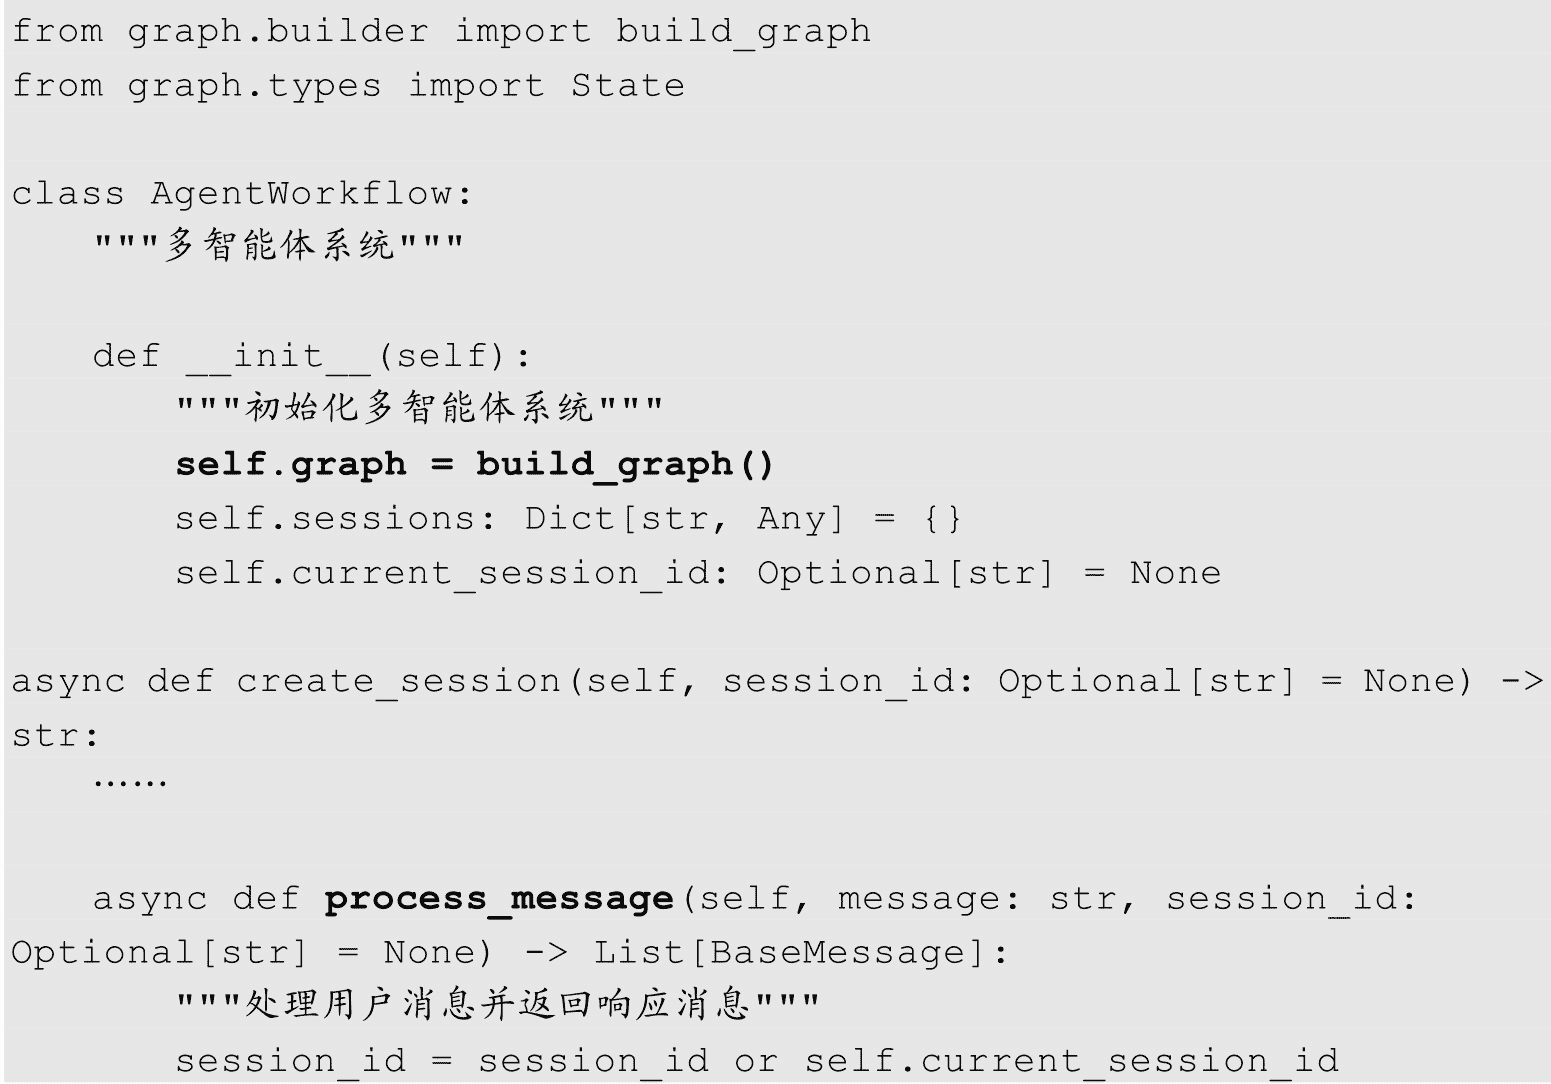 from graph.builder import build_graph
from graph.types import State
class AgentWorkflow:
    """多智能体系统"""
    def __init__(self):
        """初始化多智能体系统"""
        self.graph = build_graph()
        self.sessions: Dict[str, Any] = {}
        self.current_session_id: Optional[str] = None
async def create_session(self, session_id: Optional[str] = None) ->
str:
    ……
    async def process_message(self, message: str, session_id:
Optional[str] = None) -> List[BaseMessage]:
        """处理用户消息并返回响应消息"""
        session_id = session_id or self.current_session_id